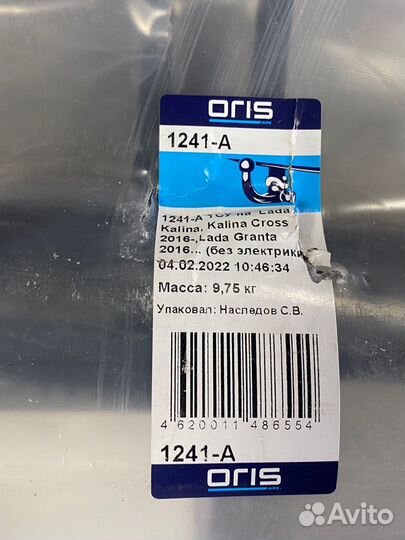 ORIS
1241-A
1241-A ТСУ на Lada
Kalina, Kalina Cross
2016-,Lada Granta
2016... (без электрики
04.02.2022 10:46:34
Масса: 9,75 кг
Упаковал: Наследов С.В.
4 620011 486554
1241-A
ORIS
Avito